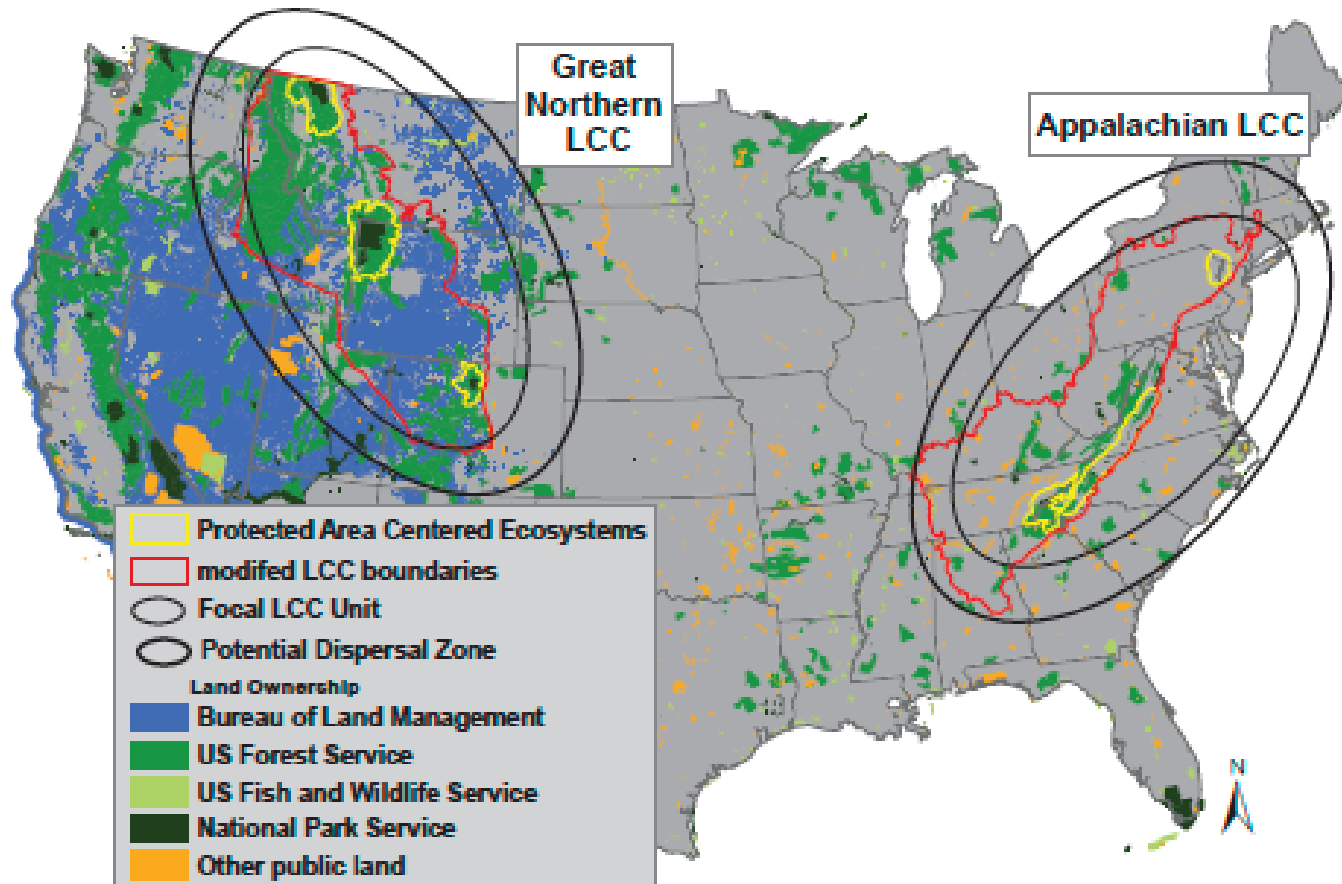 Great
Northern
LCC
Appalachian LCC
Protected Area Centered Ecosystems
modifed LCC boundaries
Focal LCC Unit
Potential Dispersal Zone
Land Ownership
Bureau of Land Management
US Forest Service
US Fish and Wildlife Service
National Park Service
Other public land
N